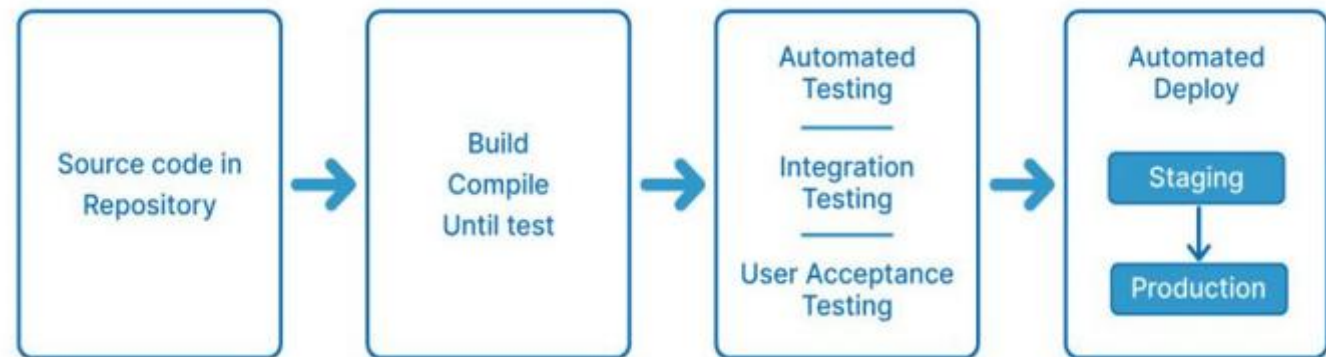 Source code in
Repository
Build
Compile
Until test
Automated
Testing
Integration
Testing
User Acceptance
Testing
Automated
Deploy
Staging
Production